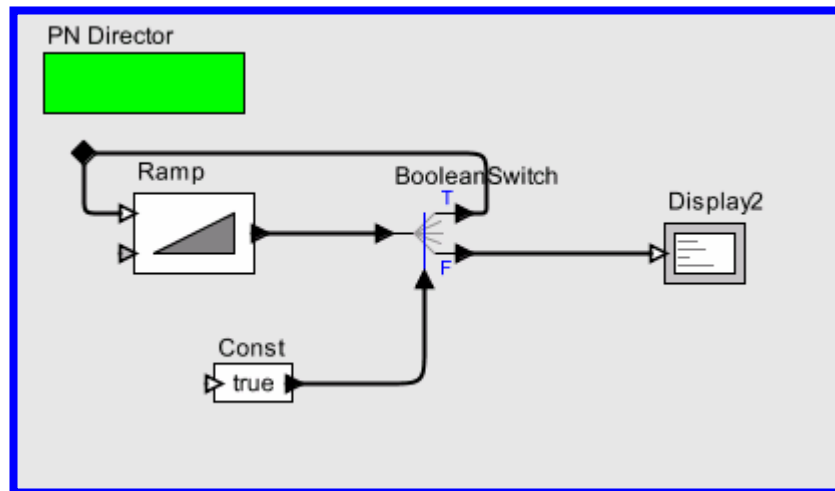 PN Director
Ramp
BooleanSwitch
T
Display2
F
Const
true